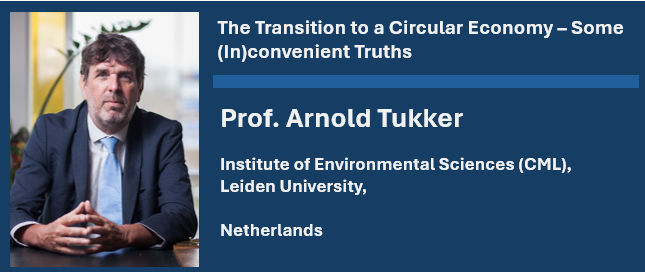 The Transition to a Circular Economy – Some
(In)convenient Truths
Prof. Arnold Tukker
Institute of Environmental Sciences (CML),
Leiden University,
Netherlands